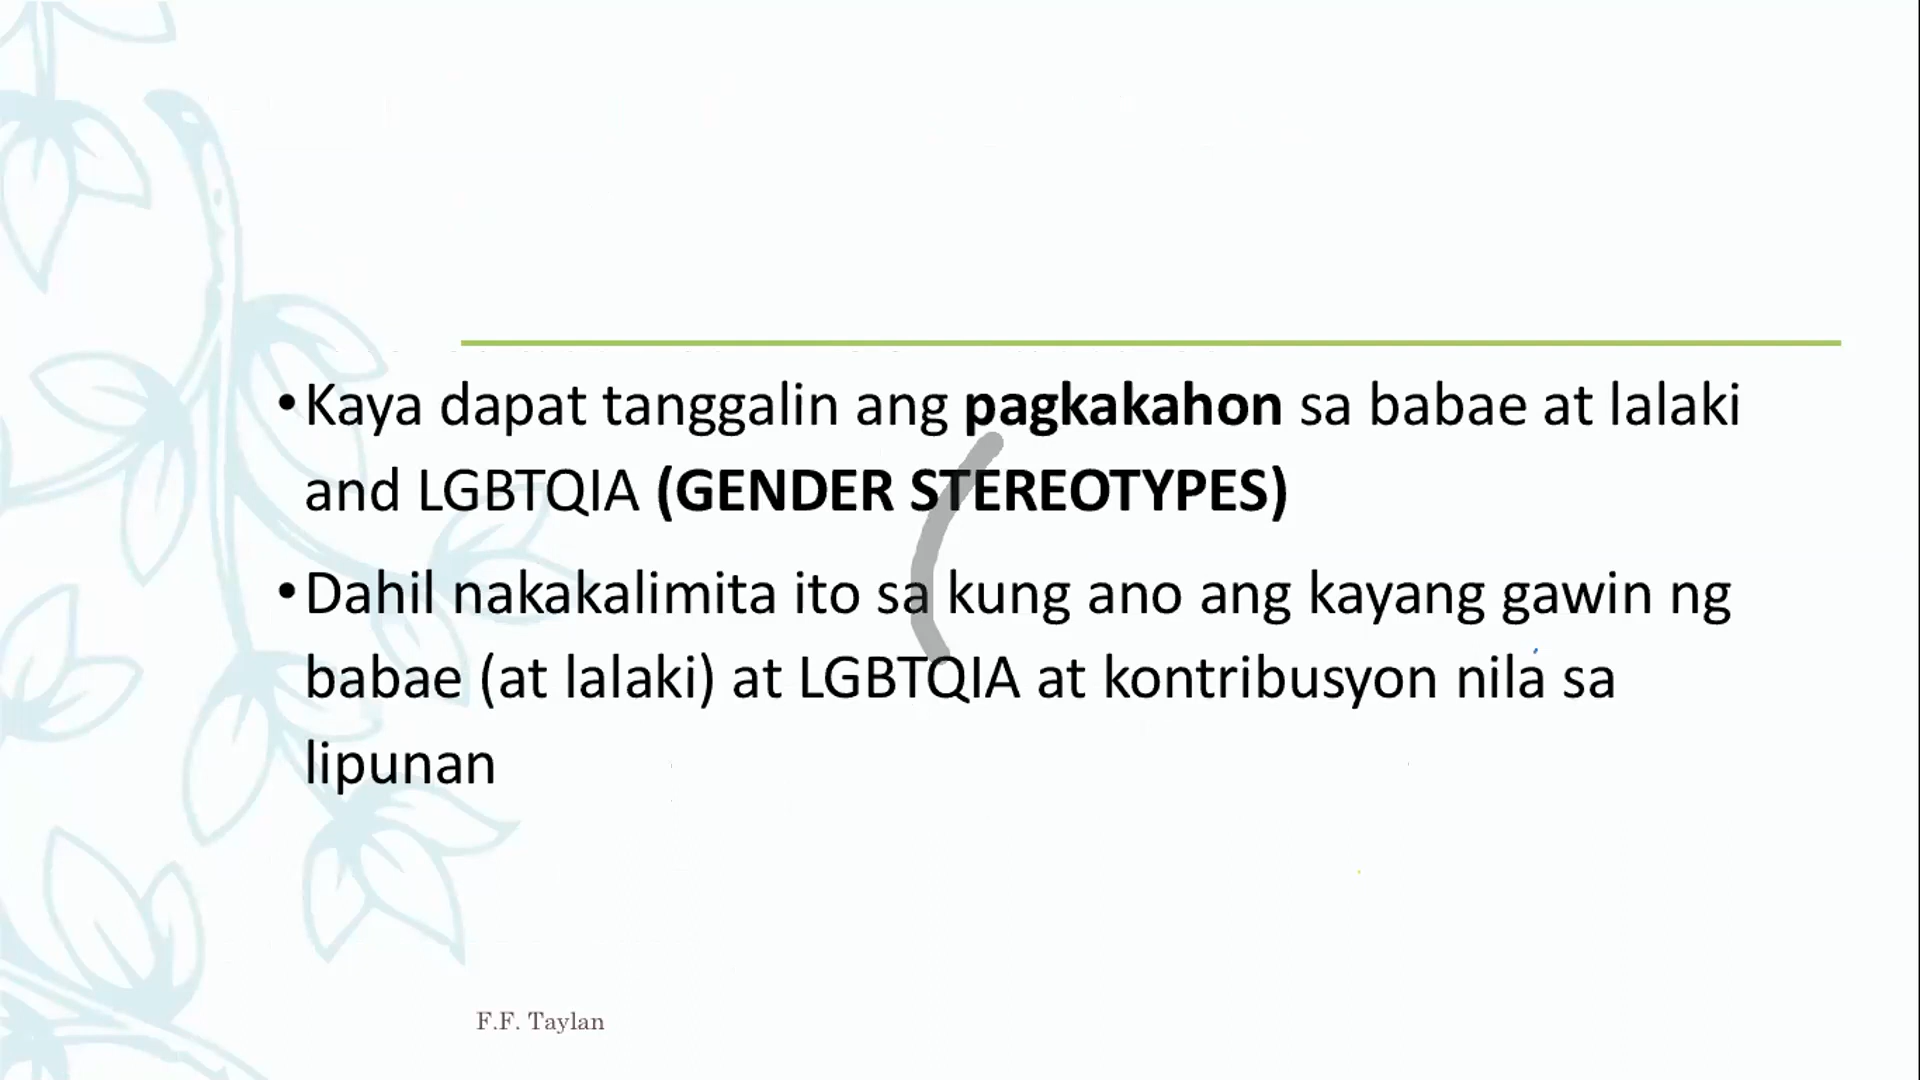 •Kaya dapat tanggalin ang pagkakahon sa babae at lalaki
and LGBTQIA (GENDER STEREOTYPES)
•Dahil nakakalimita ito sa kung ano ang kayang gawin ng
babae (at lalaki) at LGBTQIA at kontribusyon nila sa
lipunan
F.F. Taylan